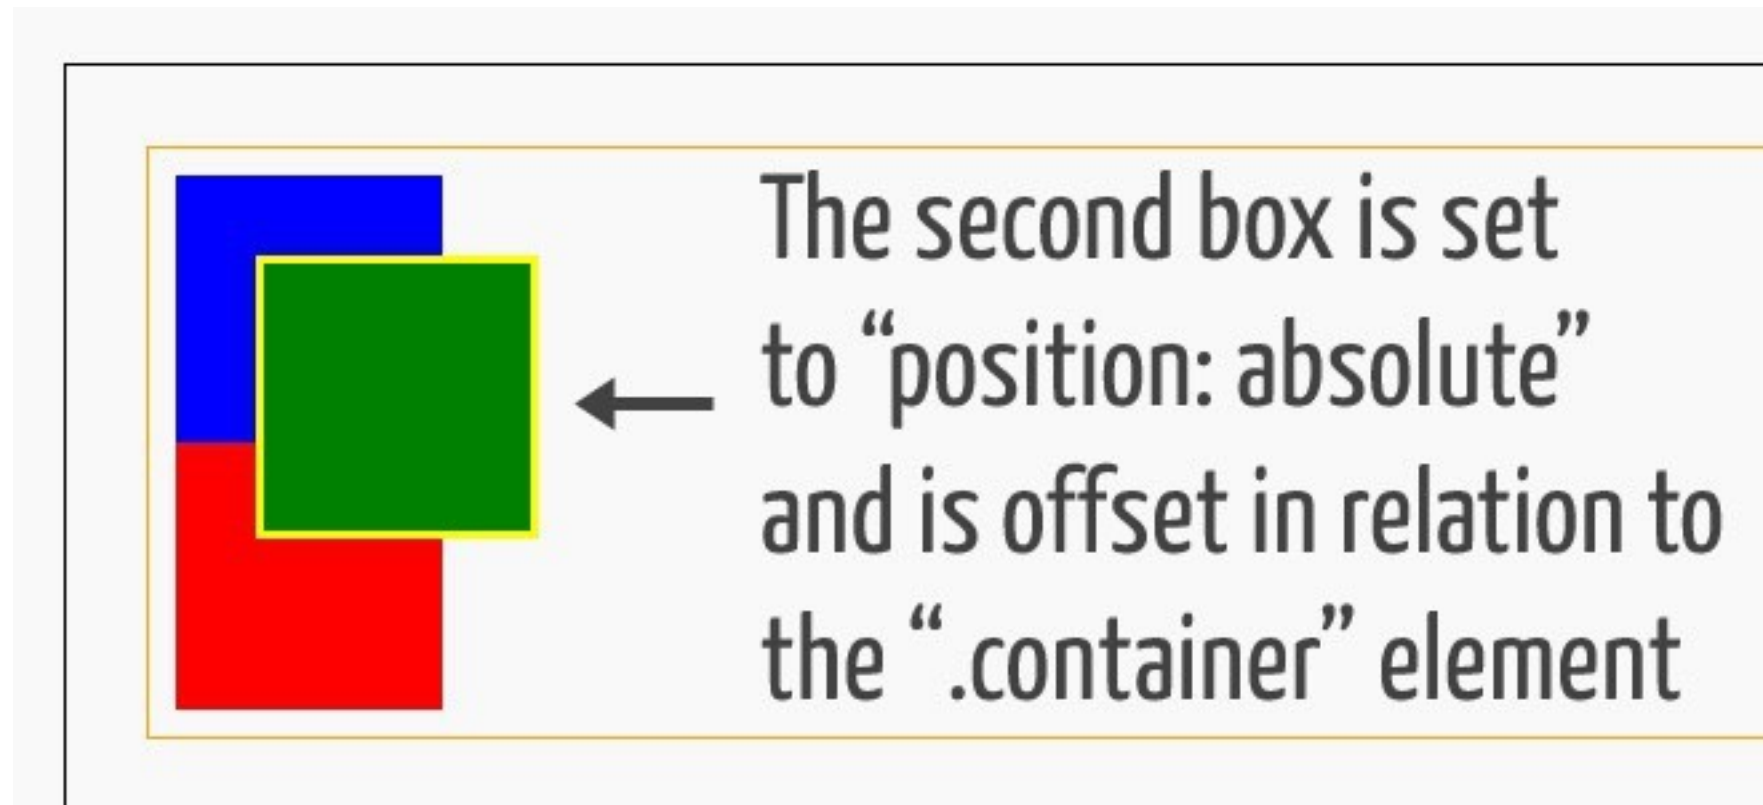 The second box is set
to “position: absolute”
and is offset in relation to
the “.container” element